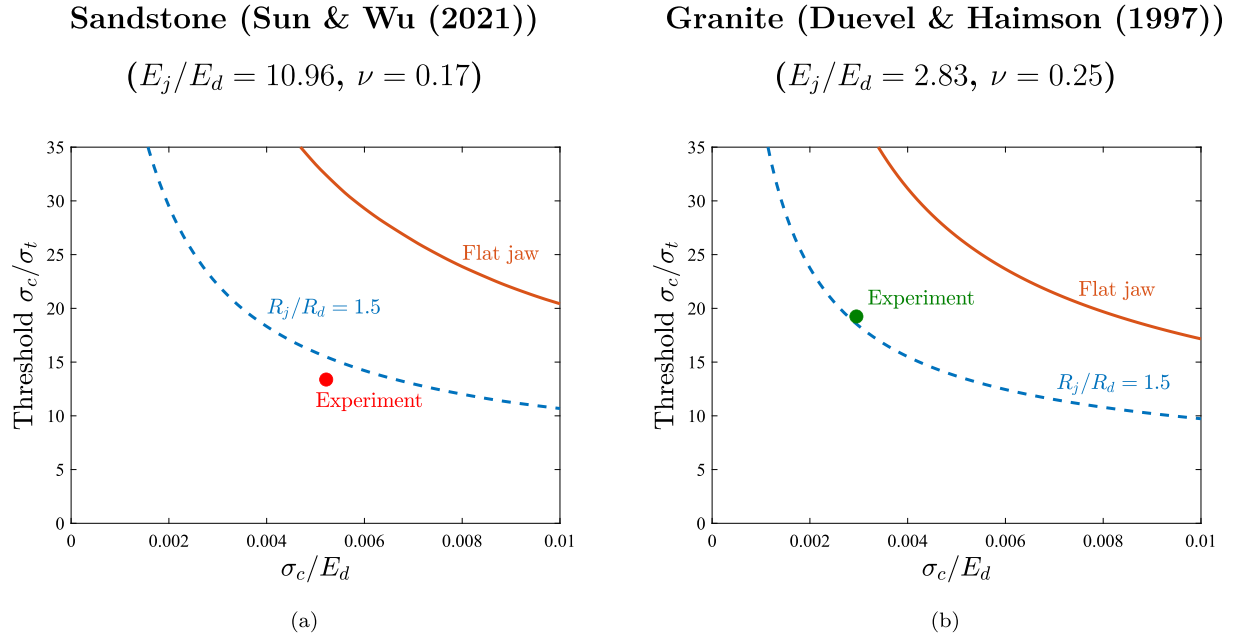 Sandstone (Sun & Wu (2021))
(E_j/E_d = 10.96, ν = 0.17)
35
30
25
20
15
10
5
0
Threshold σ_c/σ_t
Flat jaw
R_j/R_d = 1.5
Experiment
0 0.002 0.004 0.006 0.008 0.01
σ_c/E_d
(a)
Granite (Duevel & Haimson (1997))
(E_j/E_d = 2.83, ν = 0.25)
35
30
25
20
15
10
5
0
Threshold σ_c/σ_t
Experiment
Flat jaw
R_j/R_d = 1.5
0 0.002 0.004 0.006 0.008 0.01
σ_c/E_d
(b)